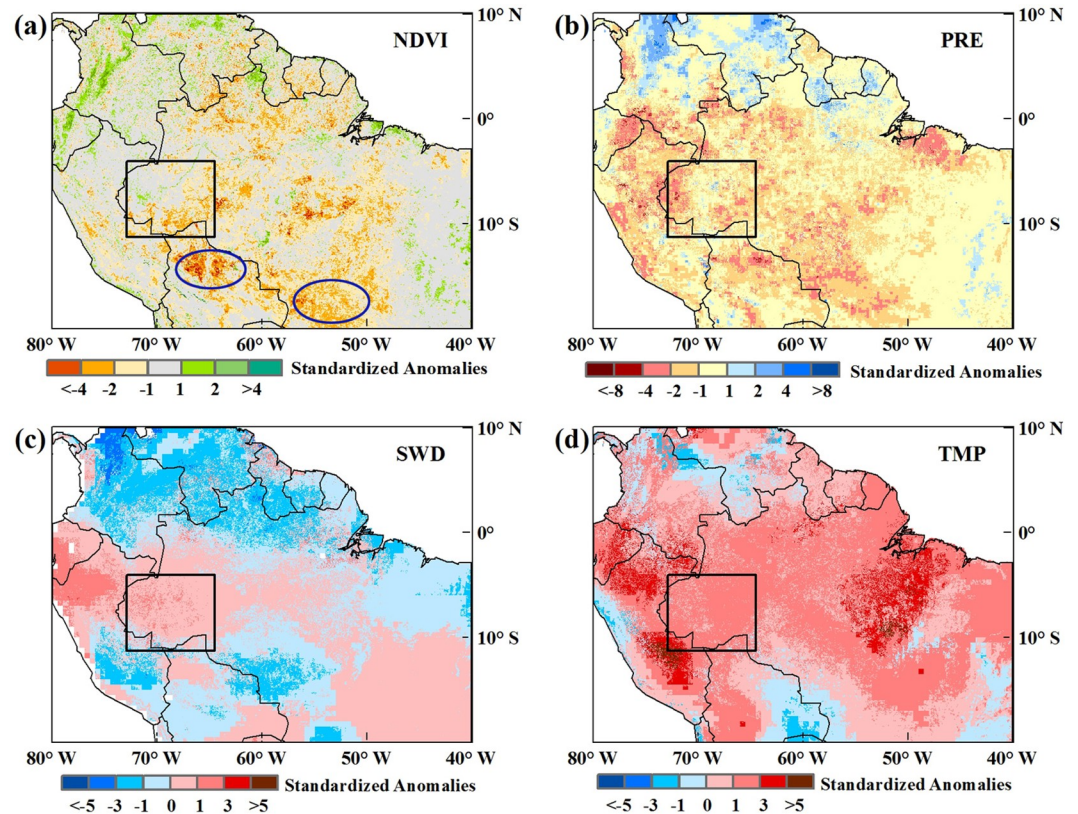 (a)
NDVI
10° N
0°
10° S
80° W
70° W
60° W
50° W
40° W
<-4 -2 -1 1 2 >4
Standardized Anomalies
(b)
PRE
10° N
0°
10° S
80° W
70° W
60° W
50° W
40° W
<-8 -4 -2 -1 1 2 4 >8
Standardized Anomalies
(c)
SWD
10° N
0°
10° S
80° W
70° W
60° W
50° W
40° W
<-5 -3 -1 0 1 3 >5
Standardized Anomalies
(d)
TMP
10° N
0°
10° S
80° W
70° W
60° W
50° W
40° W
<-5 -3 -1 0 1 3 >5
Standardized Anomalies